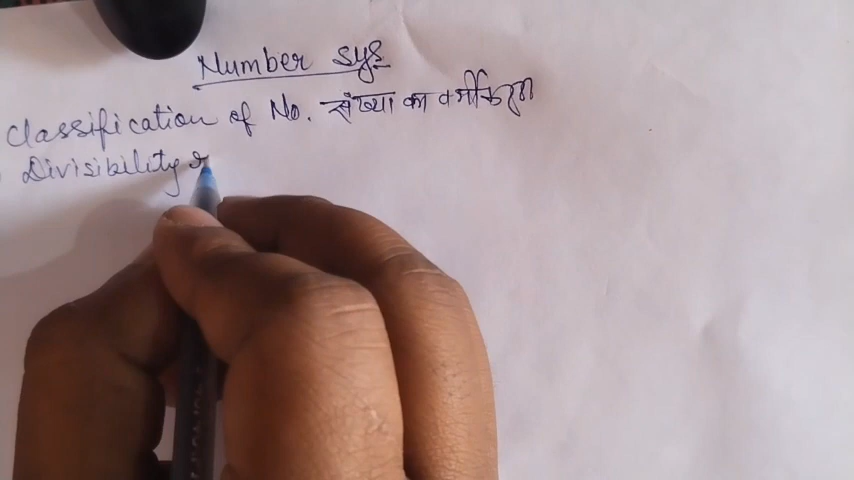 Number sys
Classification of No. संख्या का वर्गीकरण
Divisibility r